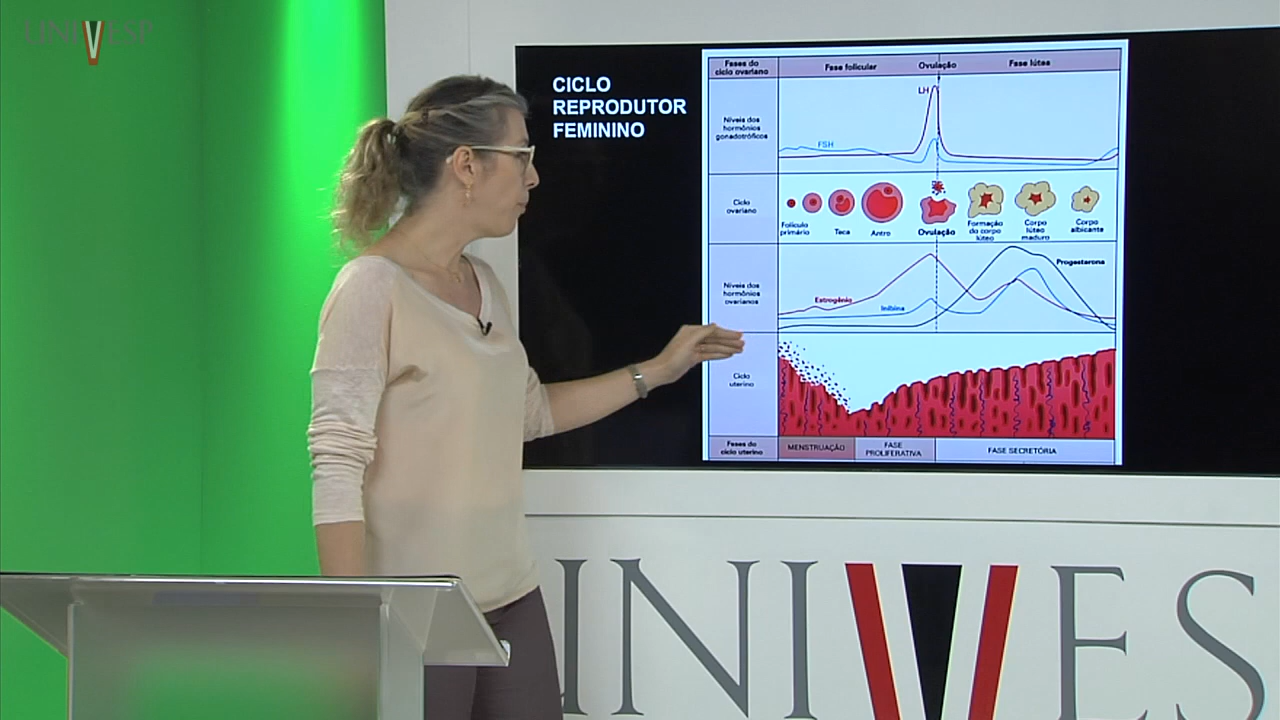 UNIVESP
CICLO
REPRODUTOR
FEMININO
Fases do
ciclo ovariano
Fase folicular
Ovulação
Fase lútea
Níveis dos
hormônios
gonadotróficos
LH
FSH
Ciclo
ovariano
Folículo
primário
Teca
Antro
Ovulação
Formação
do corpo
lúteo
Corpo
lúteo
maduro
Corpo
albicante
Níveis dos
hormônios
ovarianos
Estrogênio
Inibina
Progesterona
Ciclo
uterino
Fases do
ciclo uterino
MENSTRUAÇÃO
FASE
PROLIFERATIVA
FASE SECRETÓRIA
UNIVES